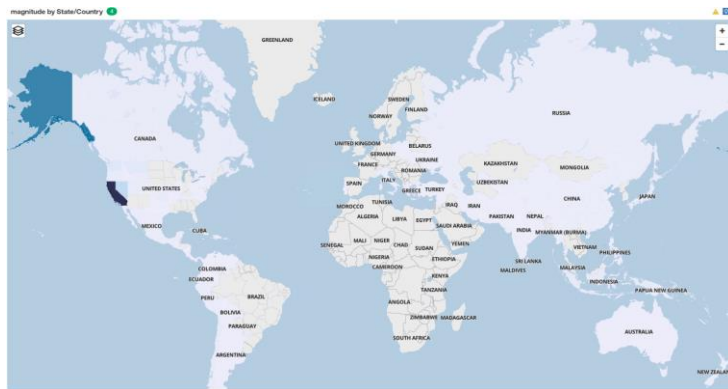 magnitude by State/Country
GREENLAND
ICELAND
SWEDEN
FINLAND
NORWAY
RUSSIA
CANADA
UNITED KINGDOM
BELARUS
GERMANY
UKRAINE
FRANCE
ROMANIA
KAZAKHSTAN
MONGOLIA
UNITED STATES
SPAIN
ITALY
GREECE
TURKEY
UZBEKISTAN
CHINA
JAPAN
MOROCCO
TUNISIA
IRAQ
IRAN
PAKISTAN
NEPAL
ALGERIA
LIBYA
EGYPT
SAUDI ARABIA
MEXICO
CUBA
INDIA
MYANMAR (BURMA)
SENEGAL
MALI
NIGER
CHAD
SUDAN
YEMEN
VIETNAM
PHILIPPINES
NIGERIA
CAMEROON
ETHIOPIA
SRI LANKA
MALDIVES
MALAYSIA
COLOMBIA
ECUADOR
KENYA
INDONESIA
PAPUA NEW GUINEA
PERU
BRAZIL
TANZANIA
ANGOLA
BOLIVIA
ZIMBABWE
MADAGASCAR
PARAGUAY
AUSTRALIA
SOUTH AFRICA
ARGENTINA
NEW ZEALA